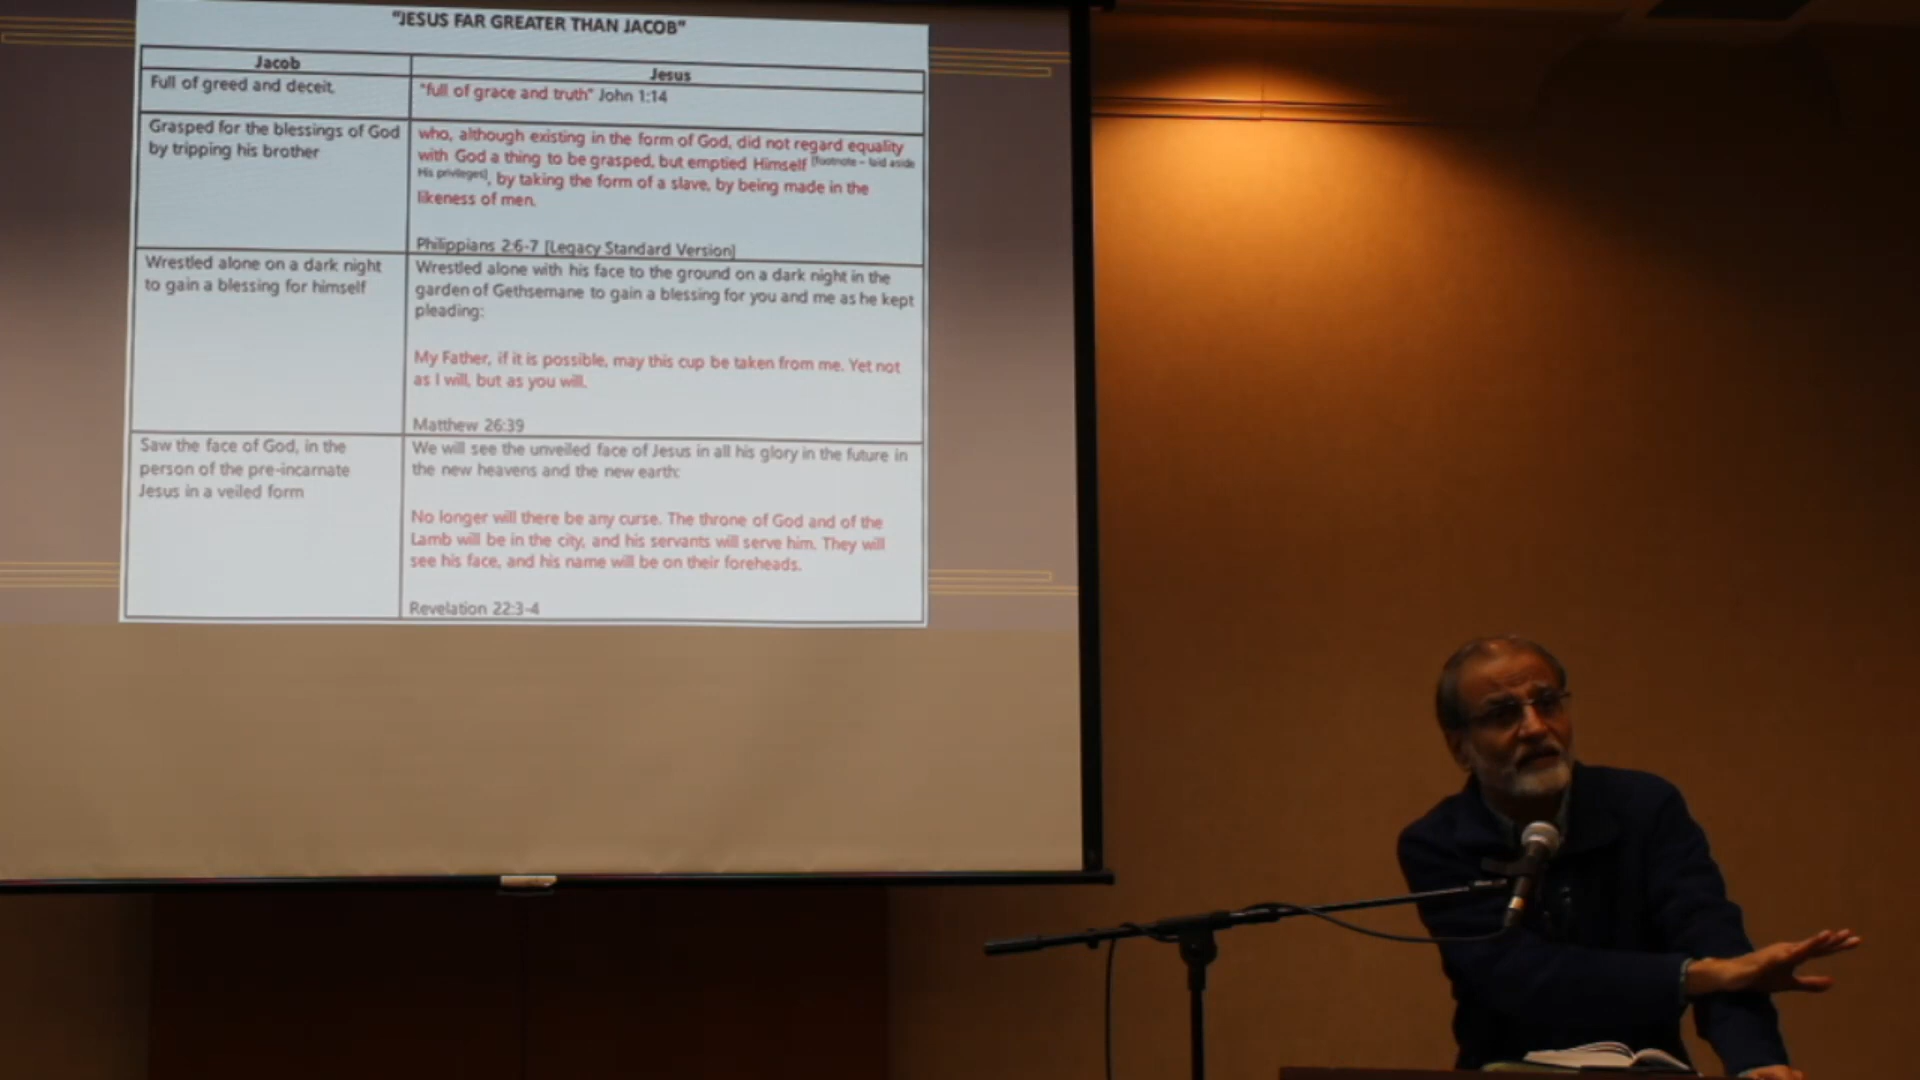 "JESUS FAR GREATER THAN JACOB"
Jacob
Jesus
Full of greed and deceit.
"full of grace and truth" John 1:14
Grasped for the blessings of God
by tripping his brother
who, although existing in the form of God, did not regard equality
with God a thing to be grasped, but emptied Himself [footnote – laid aside
His privileges], by taking the form of a slave, by being made in the
likeness of men.
Philippians 2:6-7 [Legacy Standard Version]
Wrestled alone on a dark night
to gain a blessing for himself
Wrestled alone with his face to the ground on a dark night in the
garden of Gethsemane to gain a blessing for you and me as he kept
pleading:
My Father, if it is possible, may this cup be taken from me. Yet not
as I will, but as you will.
Matthew 26:39
Saw the face of God, in the
person of the pre-incarnate
Jesus in a veiled form
We will see the unveiled face of Jesus in all his glory in the future in
the new heavens and the new earth:
No longer will there be any curse. The throne of God and of the
Lamb will be in the city, and his servants will serve him. They will
see his face, and his name will be on their foreheads.
Revelation 22:3-4